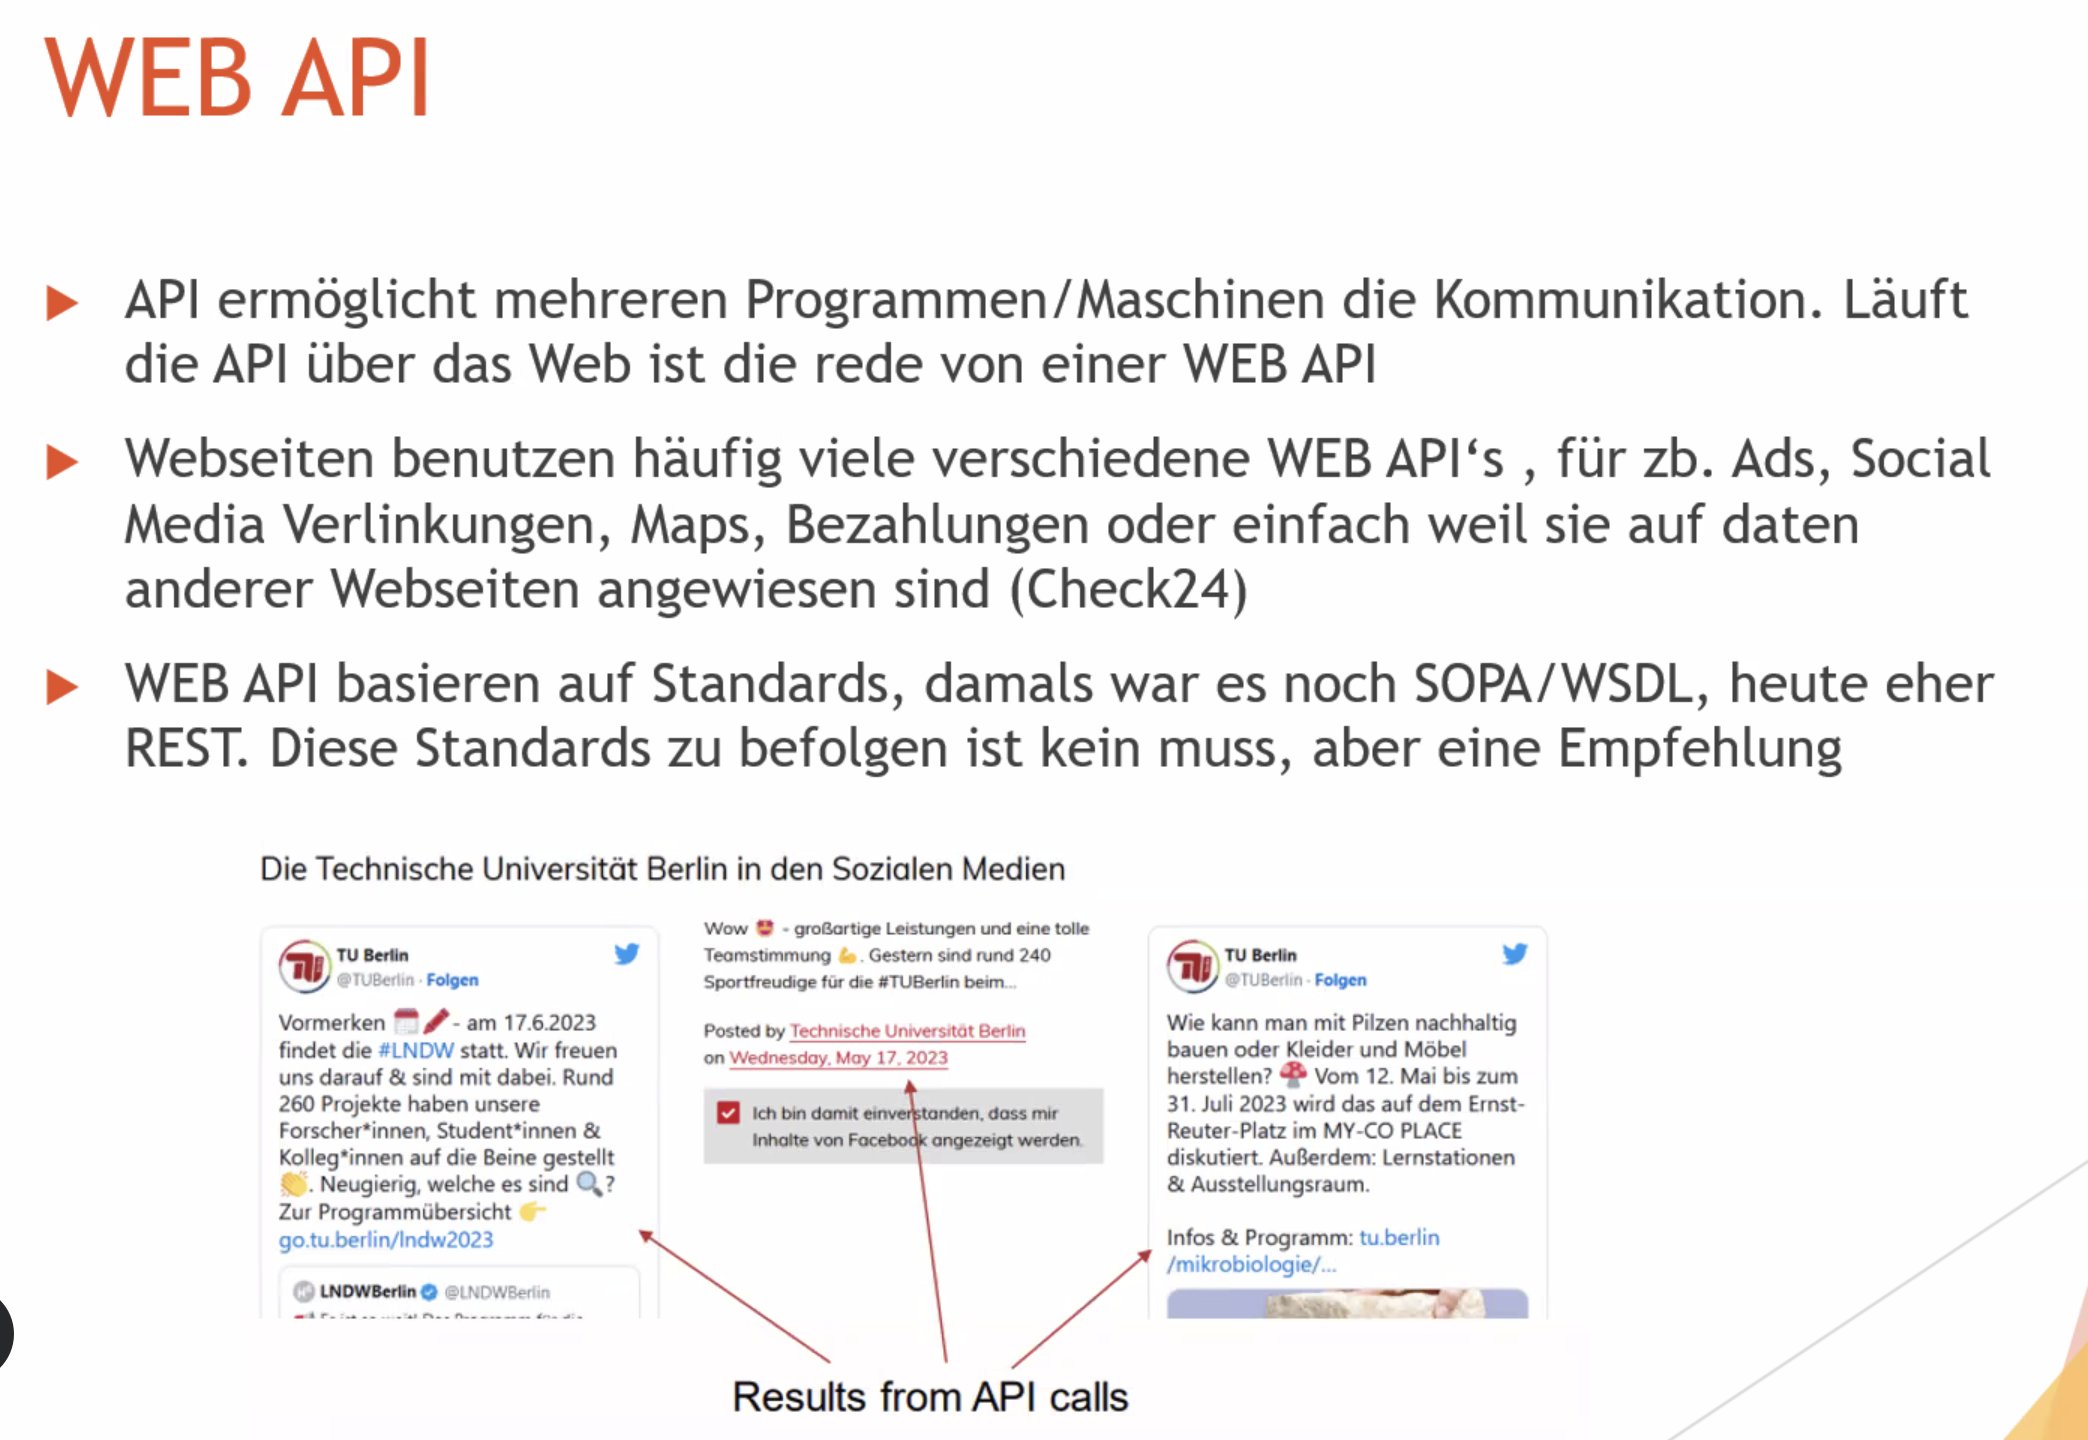 WEB API
API ermöglicht mehreren Programmen/Maschinen die Kommunikation. Läuft
die API über das Web ist die rede von einer WEB API
Webseiten benutzen häufig viele verschiedene WEB API‘s , für zb. Ads, Social
Media Verlinkungen, Maps, Bezahlungen oder einfach weil sie auf daten
anderer Webseiten angewiesen sind (Check24)
WEB API basieren auf Standards, damals war es noch SOPA/WSDL, heute eher
REST. Diese Standards zu befolgen ist kein muss, aber eine Empfehlung
Die Technische Universität Berlin in den Sozialen Medien
TU Berlin
@TUBerlin · Folgen
Vormerken 🗓️🖍️ - am 17.6.2023
findet die #LNDW statt. Wir freuen
uns darauf & sind mit dabei. Rund
260 Projekte haben unsere
Forscher*innen, Student*innen &
Kolleg*innen auf die Beine gestellt
👏. Neugierig, welche es sind 🔍?
Zur Programmübersicht 👉
go.tu.berlin/lndw2023
LNDWBerlin @LNDWBerlin
Wow 🤩 - großartige Leistungen und eine tolle
Teamstimmung 💪. Gestern sind rund 240
Sportfreudige für die #TUBerlin beim...
Posted by Technische Universität Berlin
on Wednesday, May 17, 2023
Ich bin damit einverstanden, dass mir
Inhalte von Facebook angezeigt werden.
TU Berlin
@TUBerlin · Folgen
Wie kann man mit Pilzen nachhaltig
bauen oder Kleider und Möbel
herstellen? 🍄 Vom 12. Mai bis zum
31. Juli 2023 wird das auf dem Ernst-
Reuter-Platz im MY-CO PLACE
diskutiert. Außerdem: Lernstationen
& Ausstellungsraum.
Infos & Programm: tu.berlin
/mikrobiologie/...
Results from API calls